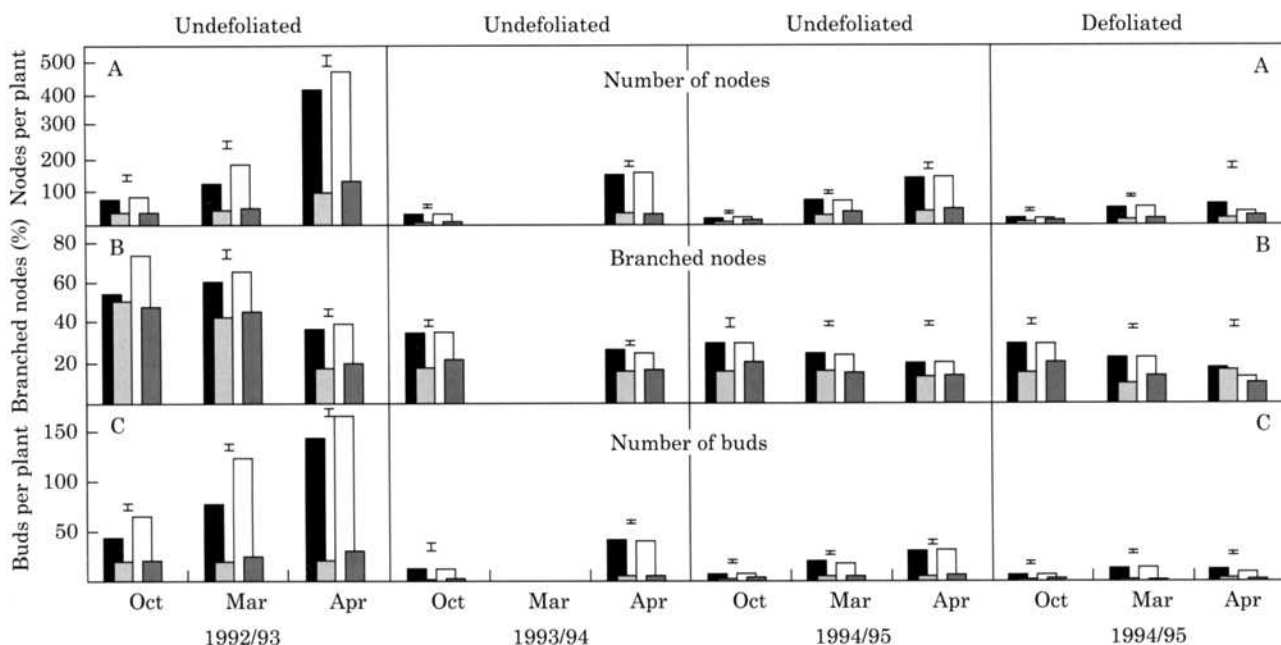 Undefoliated Undefoliated Undefoliated Defoliated
A Number of nodes A
Nodes per plant
500
400
300
200
100
B Branched nodes B
Branched nodes (%)
80
60
40
20
C Number of buds C
Buds per plant
150
100
50
Oct Mar Apr Oct Mar Apr Oct Mar Apr Oct Mar Apr
1992/93 1993/94 1994/95 1994/95